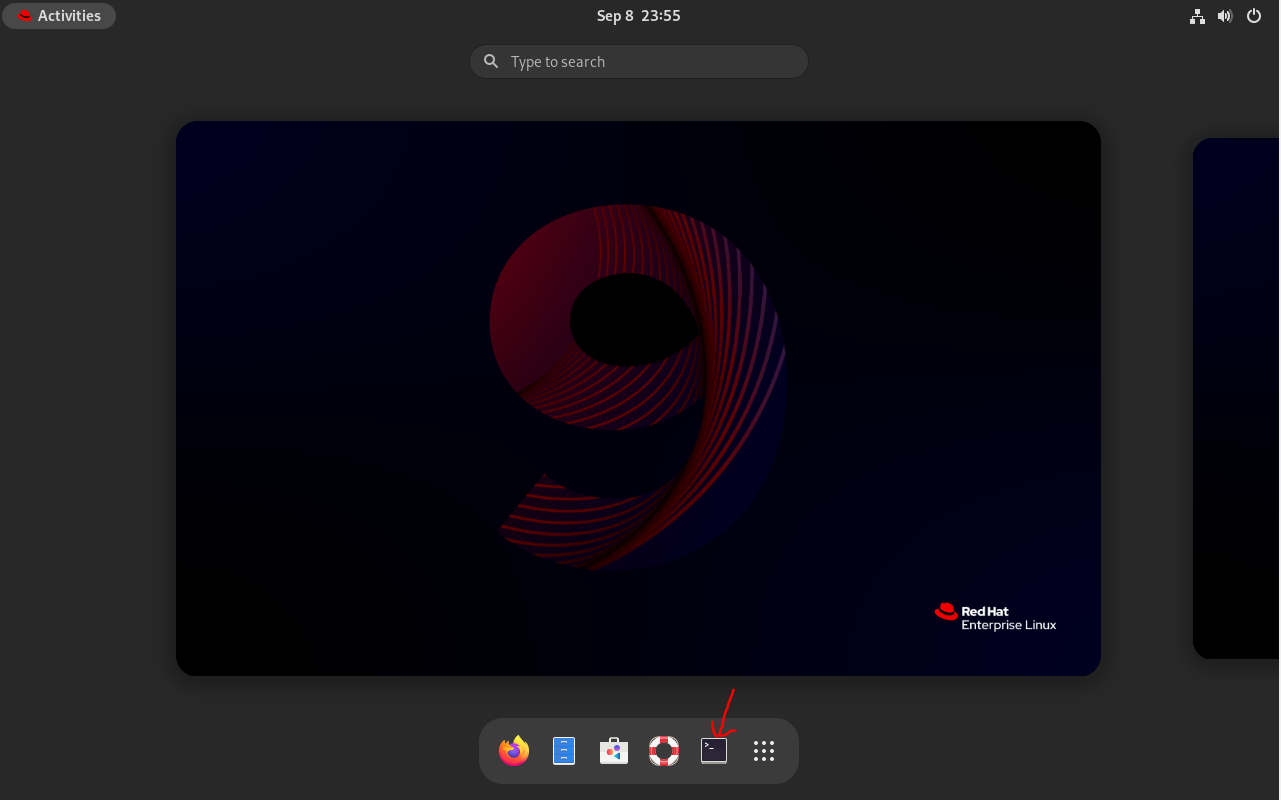 Activities
Sep 8 23:55
Type to search
Red Hat
Enterprise Linux
>_